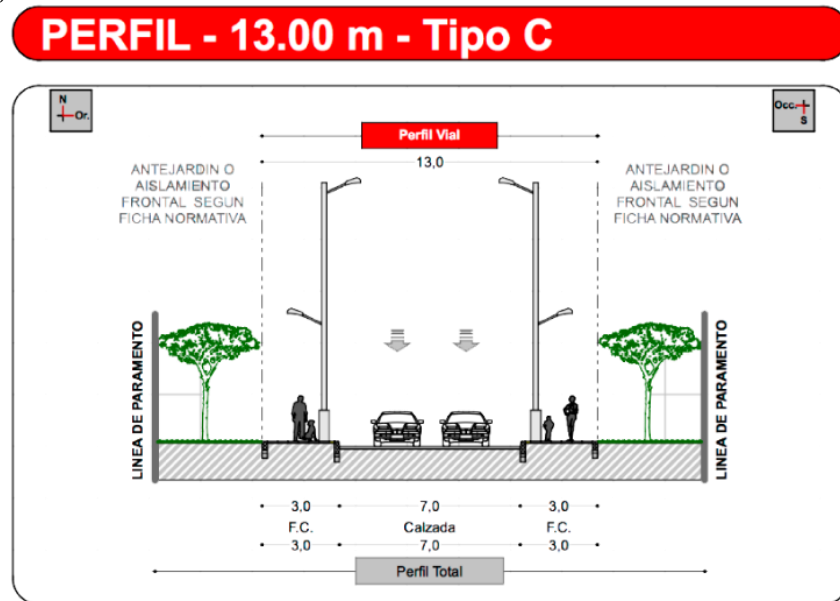 PERFIL - 13.00 m - Tipo C
N
Or.
Occ.
S
Perfil Vial
13,0
ANTEJARDIN O
AISLAMIENTO
FRONTAL SEGUN
FICHA NORMATIVA
ANTEJARDIN O
AISLAMIENTO
FRONTAL SEGUN
FICHA NORMATIVA
LINEA DE PARAMENTO
LINEA DE PARAMENTO
3,0 7,0 3,0
F.C. Calzada F.C.
3,0 7,0 3,0
Perfil Total